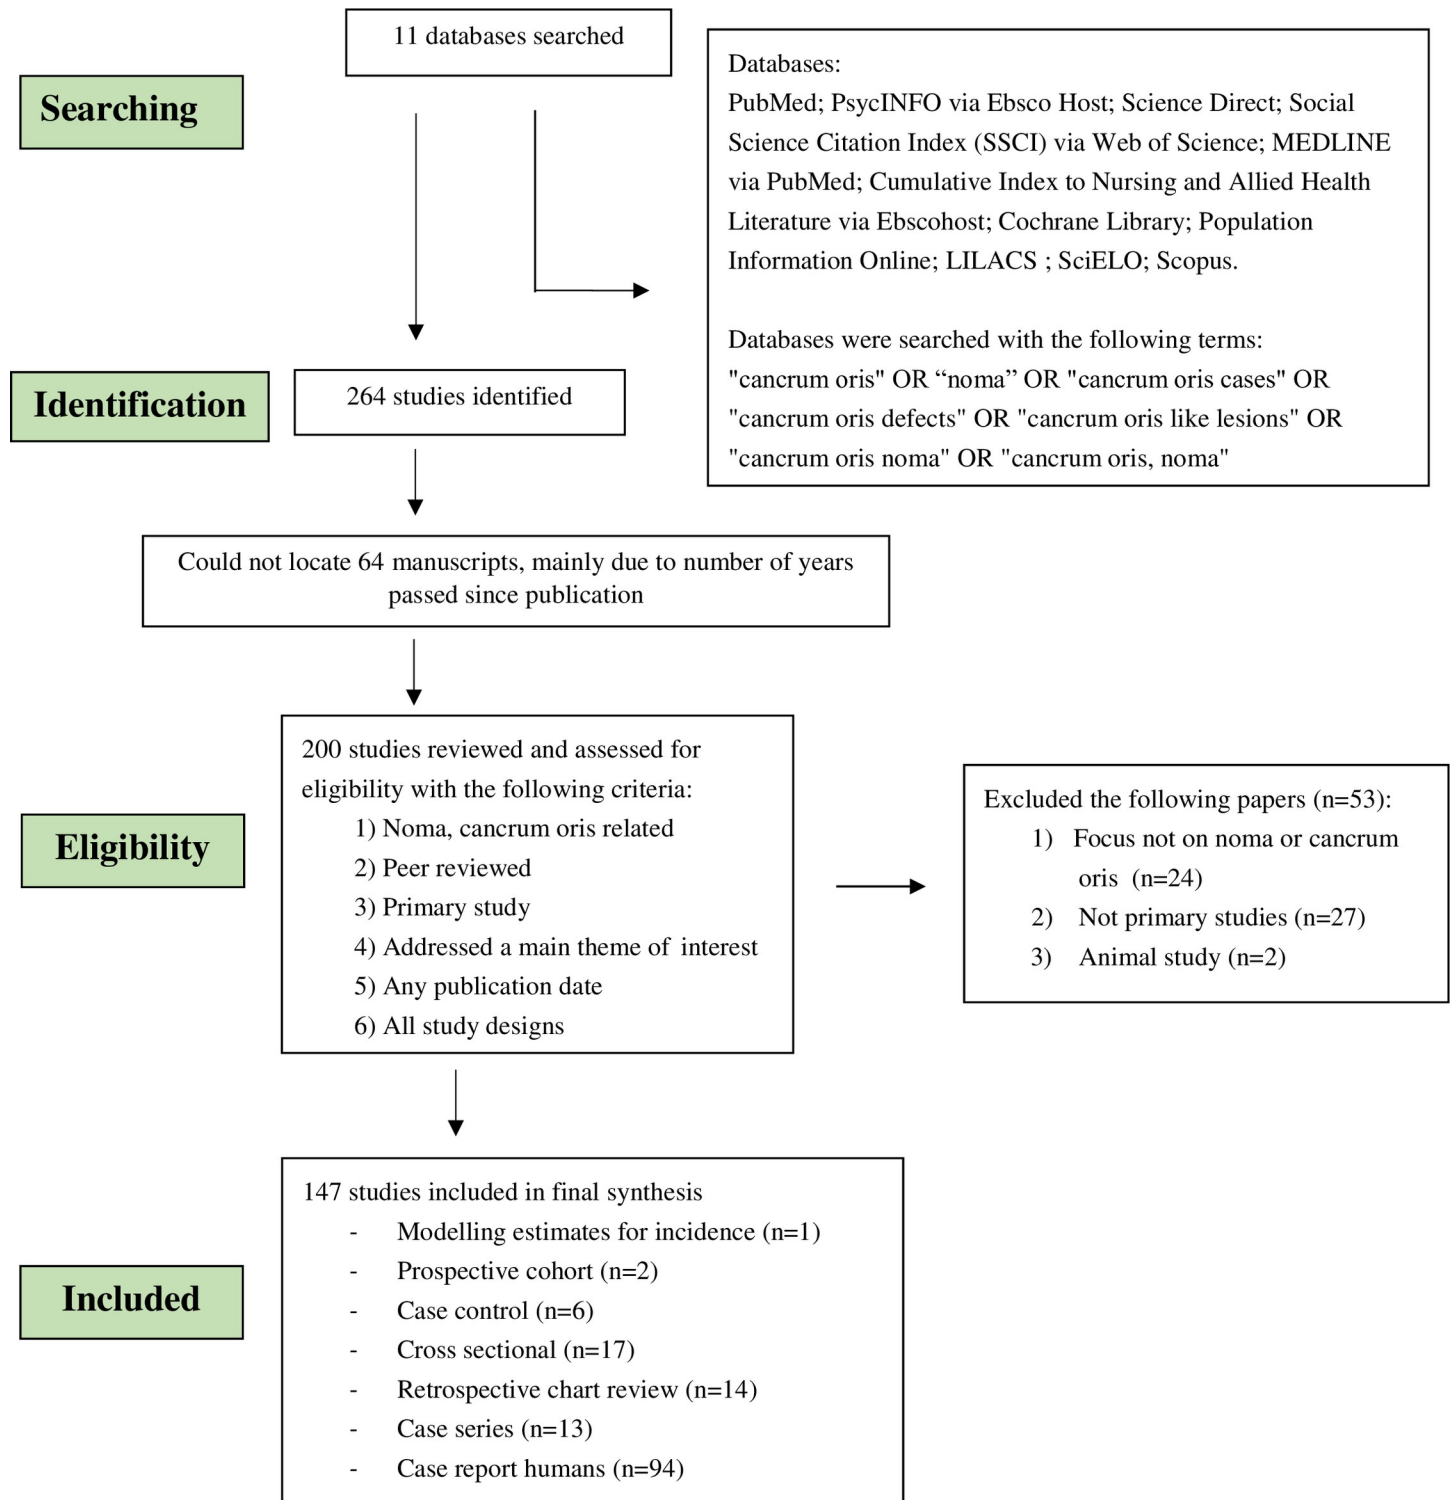 11 databases searched
Searching
Databases:
PubMed; PsycINFO via Ebsco Host; Science Direct; Social
Science Citation Index (SSCI) via Web of Science; MEDLINE
via PubMed; Cumulative Index to Nursing and Allied Health
Literature via Ebscohost; Cochrane Library; Population
Information Online; LILACS ; SciELO; Scopus.
Databases were searched with the following terms:
"cancrum oris" OR “noma” OR "cancrum oris cases" OR
"cancrum oris defects" OR "cancrum oris like lesions" OR
"cancrum oris noma" OR "cancrum oris, noma"
Identification
264 studies identified
Could not locate 64 manuscripts, mainly due to number of years
passed since publication
Eligibility
200 studies reviewed and assessed for
eligibility with the following criteria:
1) Noma, cancrum oris related
2) Peer reviewed
3) Primary study
4) Addressed a main theme of interest
5) Any publication date
6) All study designs
Excluded the following papers (n=53):
1) Focus not on noma or cancrum
oris (n=24)
2) Not primary studies (n=27)
3) Animal study (n=2)
Included
147 studies included in final synthesis
- Modelling estimates for incidence (n=1)
- Prospective cohort (n=2)
- Case control (n=6)
- Cross sectional (n=17)
- Retrospective chart review (n=14)
- Case series (n=13)
- Case report humans (n=94)